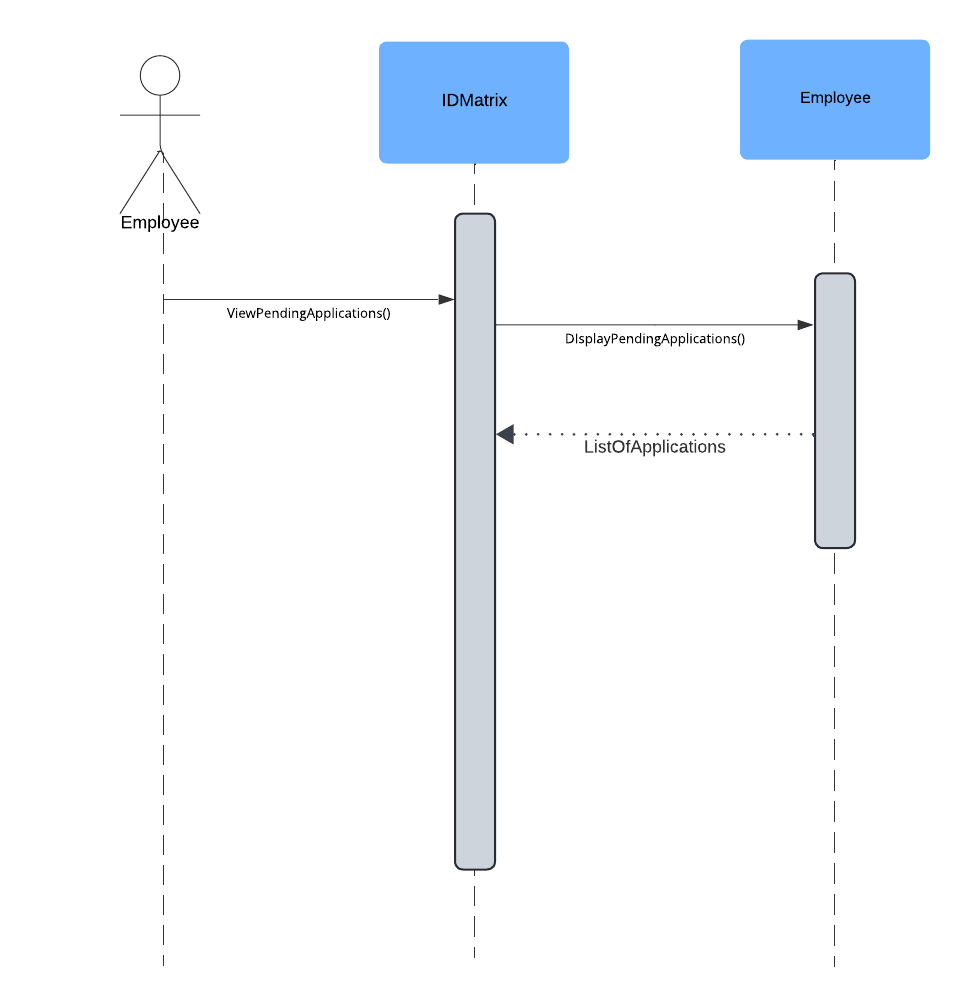 IDMatrix
Employee
Employee
ViewPendingApplications()
DIsplayPendingApplications()
ListOfApplications